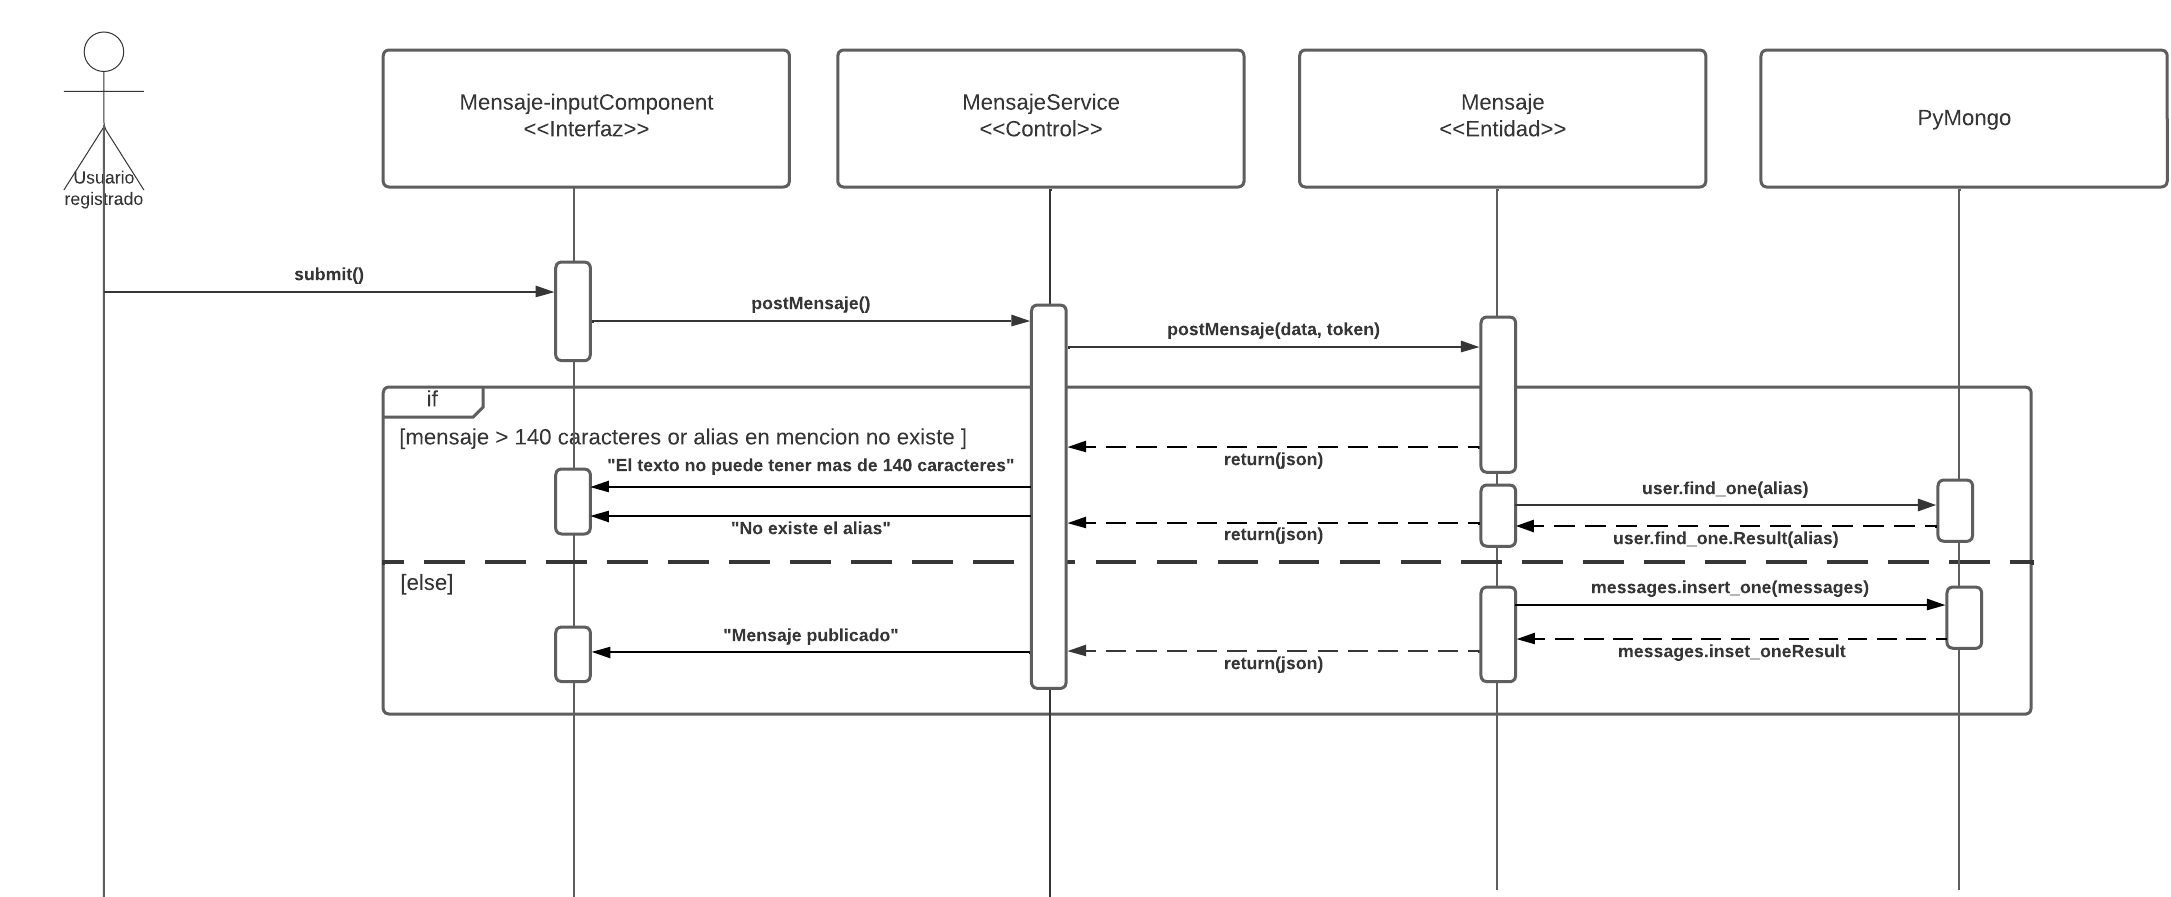 Usuario
registrado
Mensaje-inputComponent
<<Interfaz>>
MensajeService
<<Control>>
Mensaje
<<Entidad>>
PyMongo
submit()
postMensaje()
postMensaje(data, token)
if
[mensaje > 140 caracteres or alias en mencion no existe ]
return(json)
"El texto no puede tener mas de 140 caracteres"
user.find_one(alias)
"No existe el alias"
return(json)
user.find_one.Result(alias)
[else]
messages.insert_one(messages)
"Mensaje publicado"
messages.inset_oneResult
return(json)